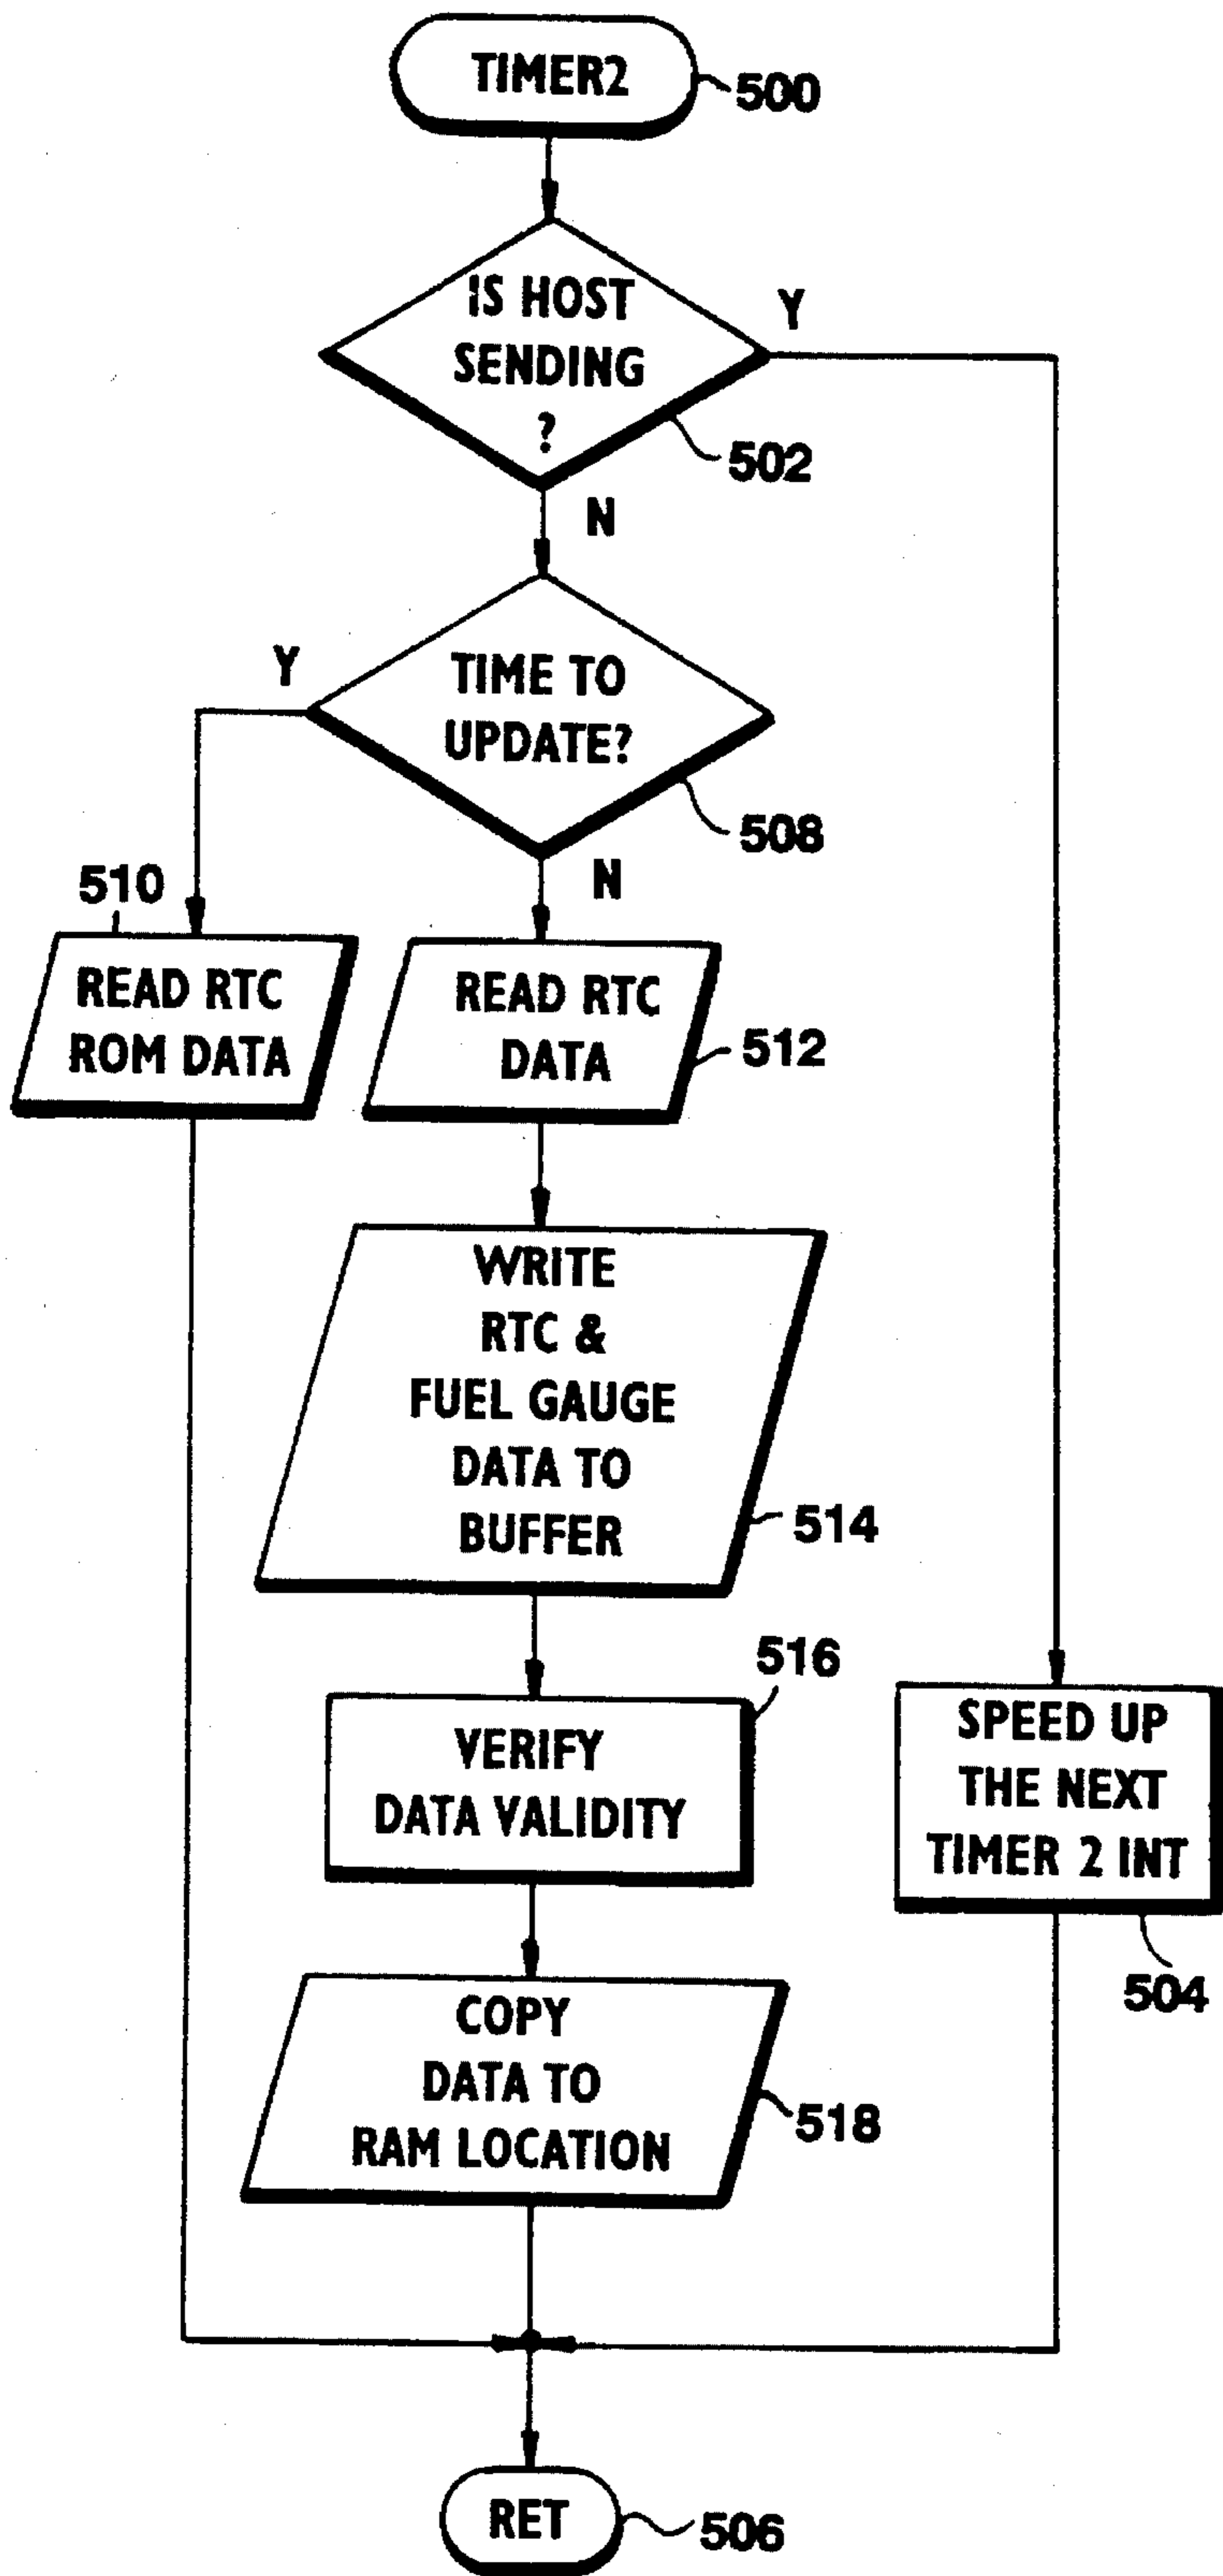 TIMER2
500
IS HOST
SENDING
?
Y
502
N
TIME TO
UPDATE?
Y
508
N
510
READ RTC
ROM DATA
READ RTC
DATA
512
WRITE
RTC &
FUEL GAUGE
DATA TO
BUFFER
514
516
VERIFY
DATA VALIDITY
SPEED UP
THE NEXT
TIMER 2 INT
504
COPY
DATA TO
RAM LOCATION
518
RET
506